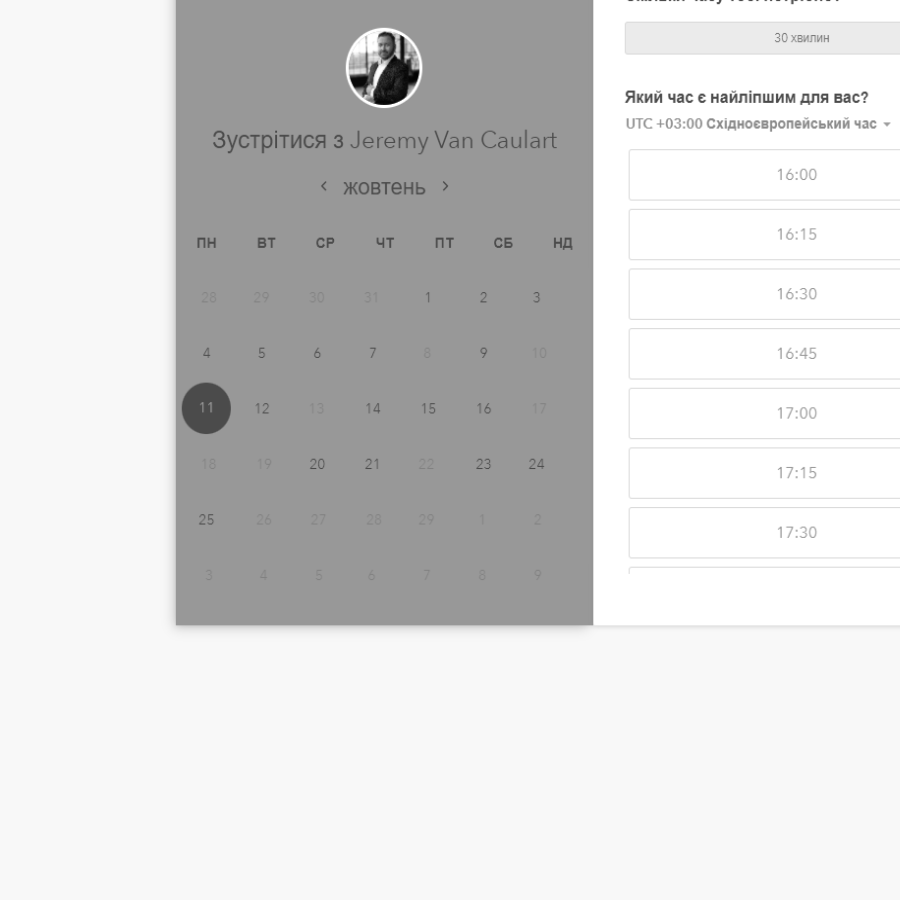 30 хвилин
Який час є найліпшим для вас?
UTC +03:00 Східноєвропейський час
Зустрітися з Jeremy Van Caulart
‹ жовтень ›
ПН ВТ СР ЧТ ПТ СБ НД
28 29 30 31 1 2 3
4 5 6 7 8 9 10
11 12 13 14 15 16 17
18 19 20 21 22 23 24
25 26 27 28 29 1 2
3 4 5 6 7 8 9
16:00
16:15
16:30
16:45
17:00
17:15
17:30